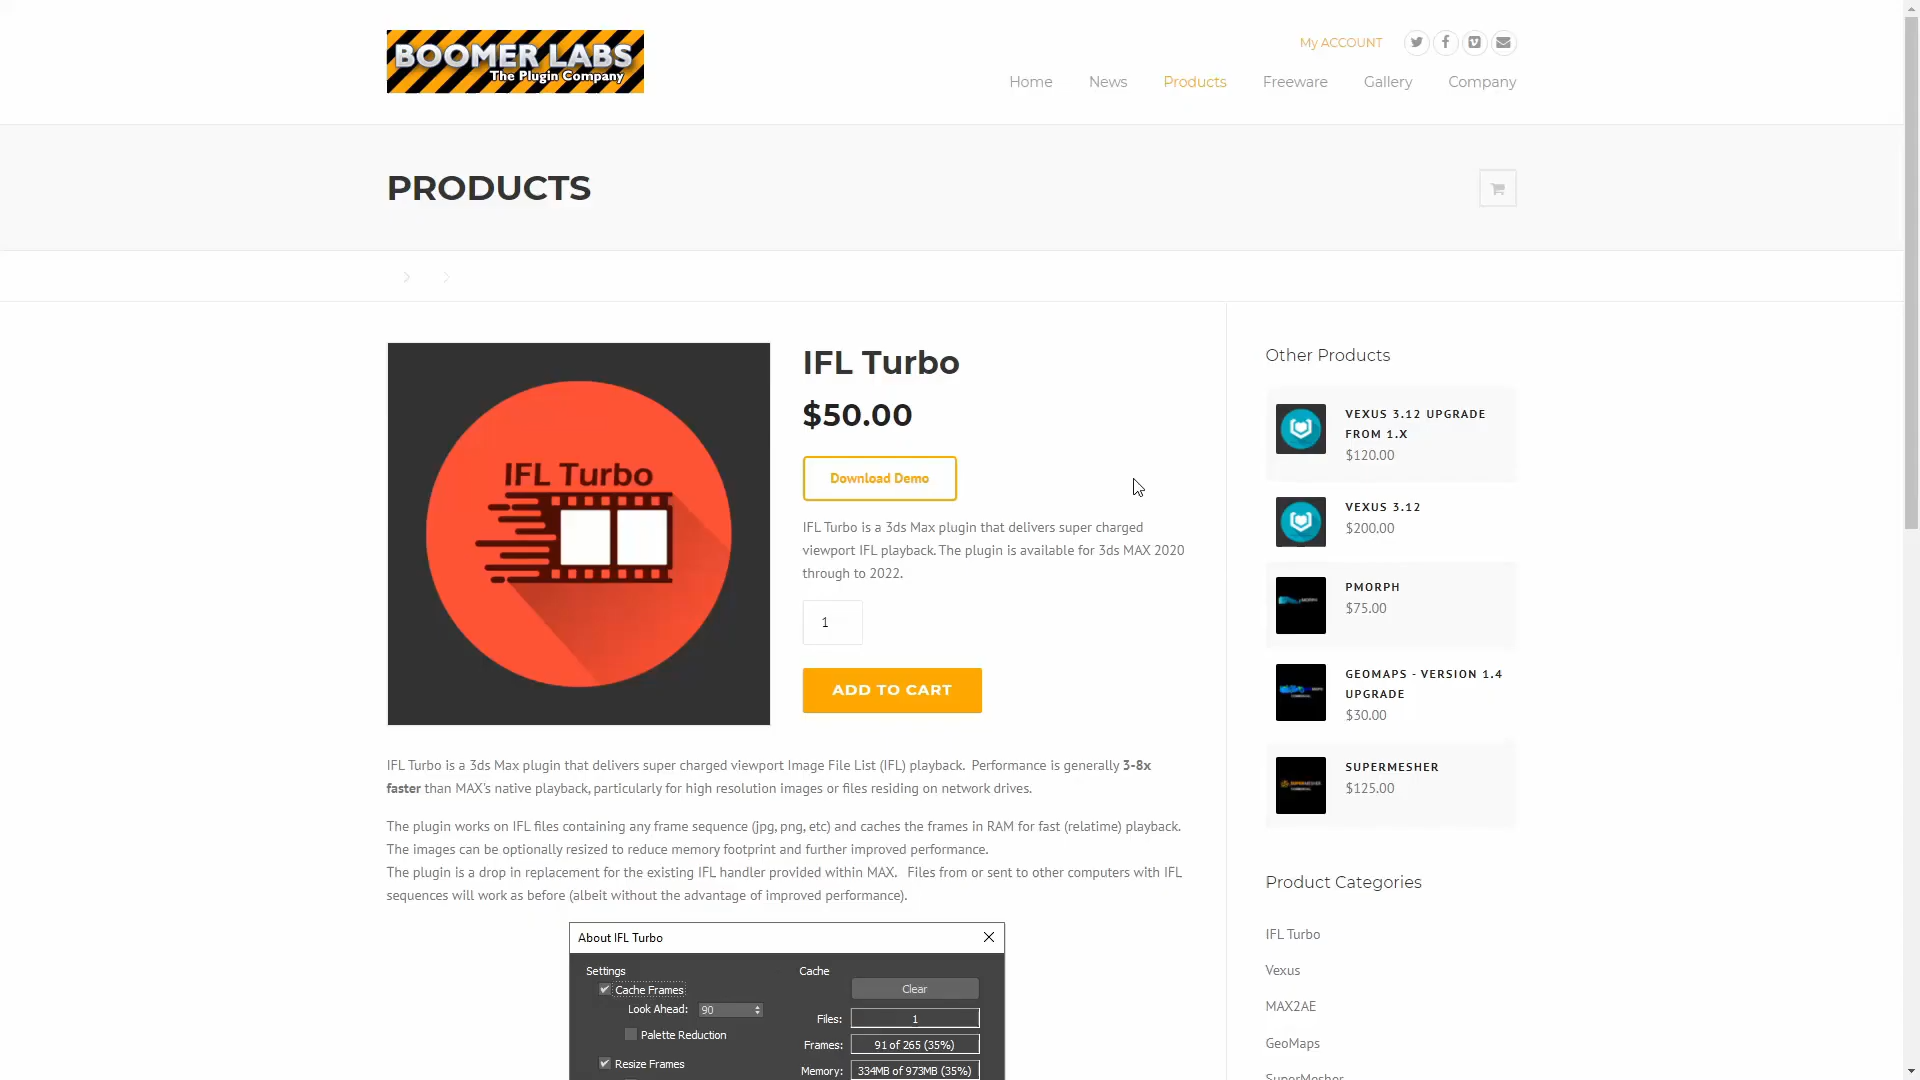 BOOMER LABS
The Plugin Company
My ACCOUNT
Home News Products Freeware Gallery Company
PRODUCTS
IFL Turbo
IFL Turbo
$50.00
Download Demo
IFL Turbo is a 3ds Max plugin that delivers super charged
viewport IFL playback. The plugin is available for 3ds MAX 2020
through to 2022.
1
ADD TO CART
IFL Turbo is a 3ds Max plugin that delivers super charged viewport Image File List (IFL) playback. Performance is generally 3-8x
faster than MAX's native playback, particularly for high resolution images or files residing on network drives.
The plugin works on IFL files containing any frame sequence (jpg, png, etc) and caches the frames in RAM for fast (relatime) playback.
The images can be optionally resized to reduce memory footprint and further improved performance.
The plugin is a drop in replacement for the existing IFL handler provided within MAX. Files from or sent to other computers with IFL
sequences will work as before (albeit without the advantage of improved performance).
About IFL Turbo
Settings
Cache Frames
Look Ahead: 90
Palette Reduction
Resize Frames
Cache
Clear
Files: 1
Frames: 91 of 265 (35%)
Memory: 334MB of 973MB (35%)
Other Products
VEXUS 3.12 UPGRADE
FROM 1.X
$120.00
VEXUS 3.12
$200.00
PMORPH
$75.00
GEOMAPS - VERSION 1.4
UPGRADE
$30.00
SUPERMESHER
$125.00
Product Categories
IFL Turbo
Vexus
MAX2AE
GeoMaps
SuperMesher